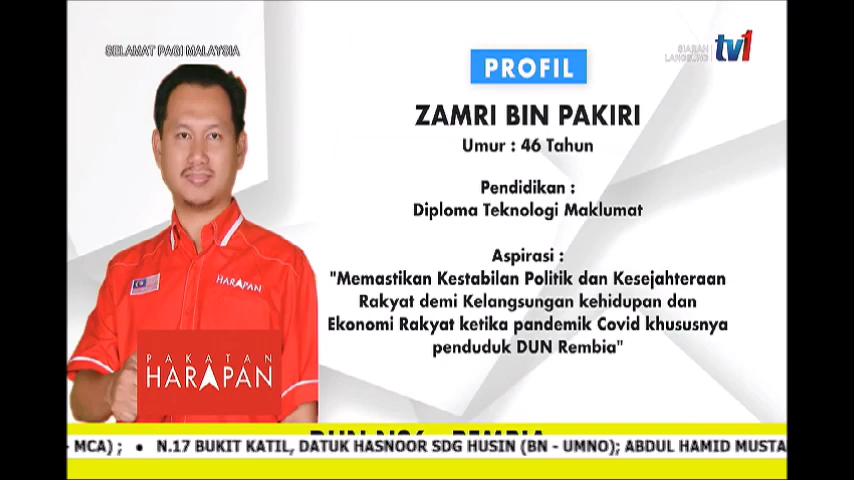 SELAMAT PAGI MALAYSIA
SIARAN
LANGSUNG
tv1
PROFIL
ZAMRI BIN PAKIRI
Umur : 46 Tahun
Pendidikan :
Diploma Teknologi Maklumat
Aspirasi :
"Memastikan Kestabilan Politik dan Kesejahteraan
Rakyat demi Kelangsungan kehidupan dan
Ekonomi Rakyat ketika pandemik Covid khususnya
penduduk DUN Rembia"
HARAPAN
PAKATAN
HARAPAN
- MCA) ; • N.17 BUKIT KATIL, DATUK HASNOOR SDG HUSIN (BN - UMNO); ABDUL HAMID MUSTA